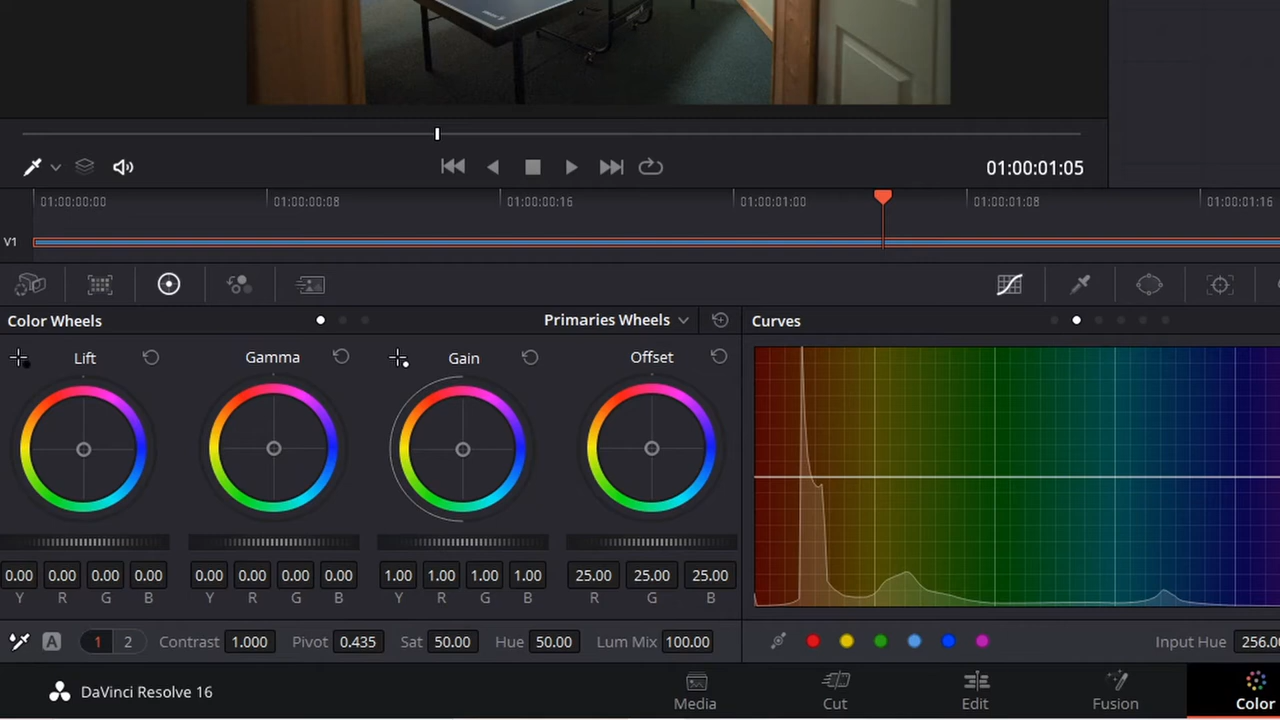 01:00:01:05
01:00:00:00 01:00:00:08 01:00:00:16 01:00:01:00 01:00:01:08 01:00:01:16
V1
Color Wheels Primaries Wheels Curves
Lift Gamma Gain Offset
0.00 0.00 0.00 0.00 0.00 0.00 0.00 0.00 1.00 1.00 1.00 1.00 25.00 25.00 25.00
Y R G B Y R G B Y R G B R G B
A 1 2 Contrast 1.000 Pivot 0.435 Sat 50.00 Hue 50.00 Lum Mix 100.00 Input Hue 256.0
DaVinci Resolve 16 Media Cut Edit Fusion Color